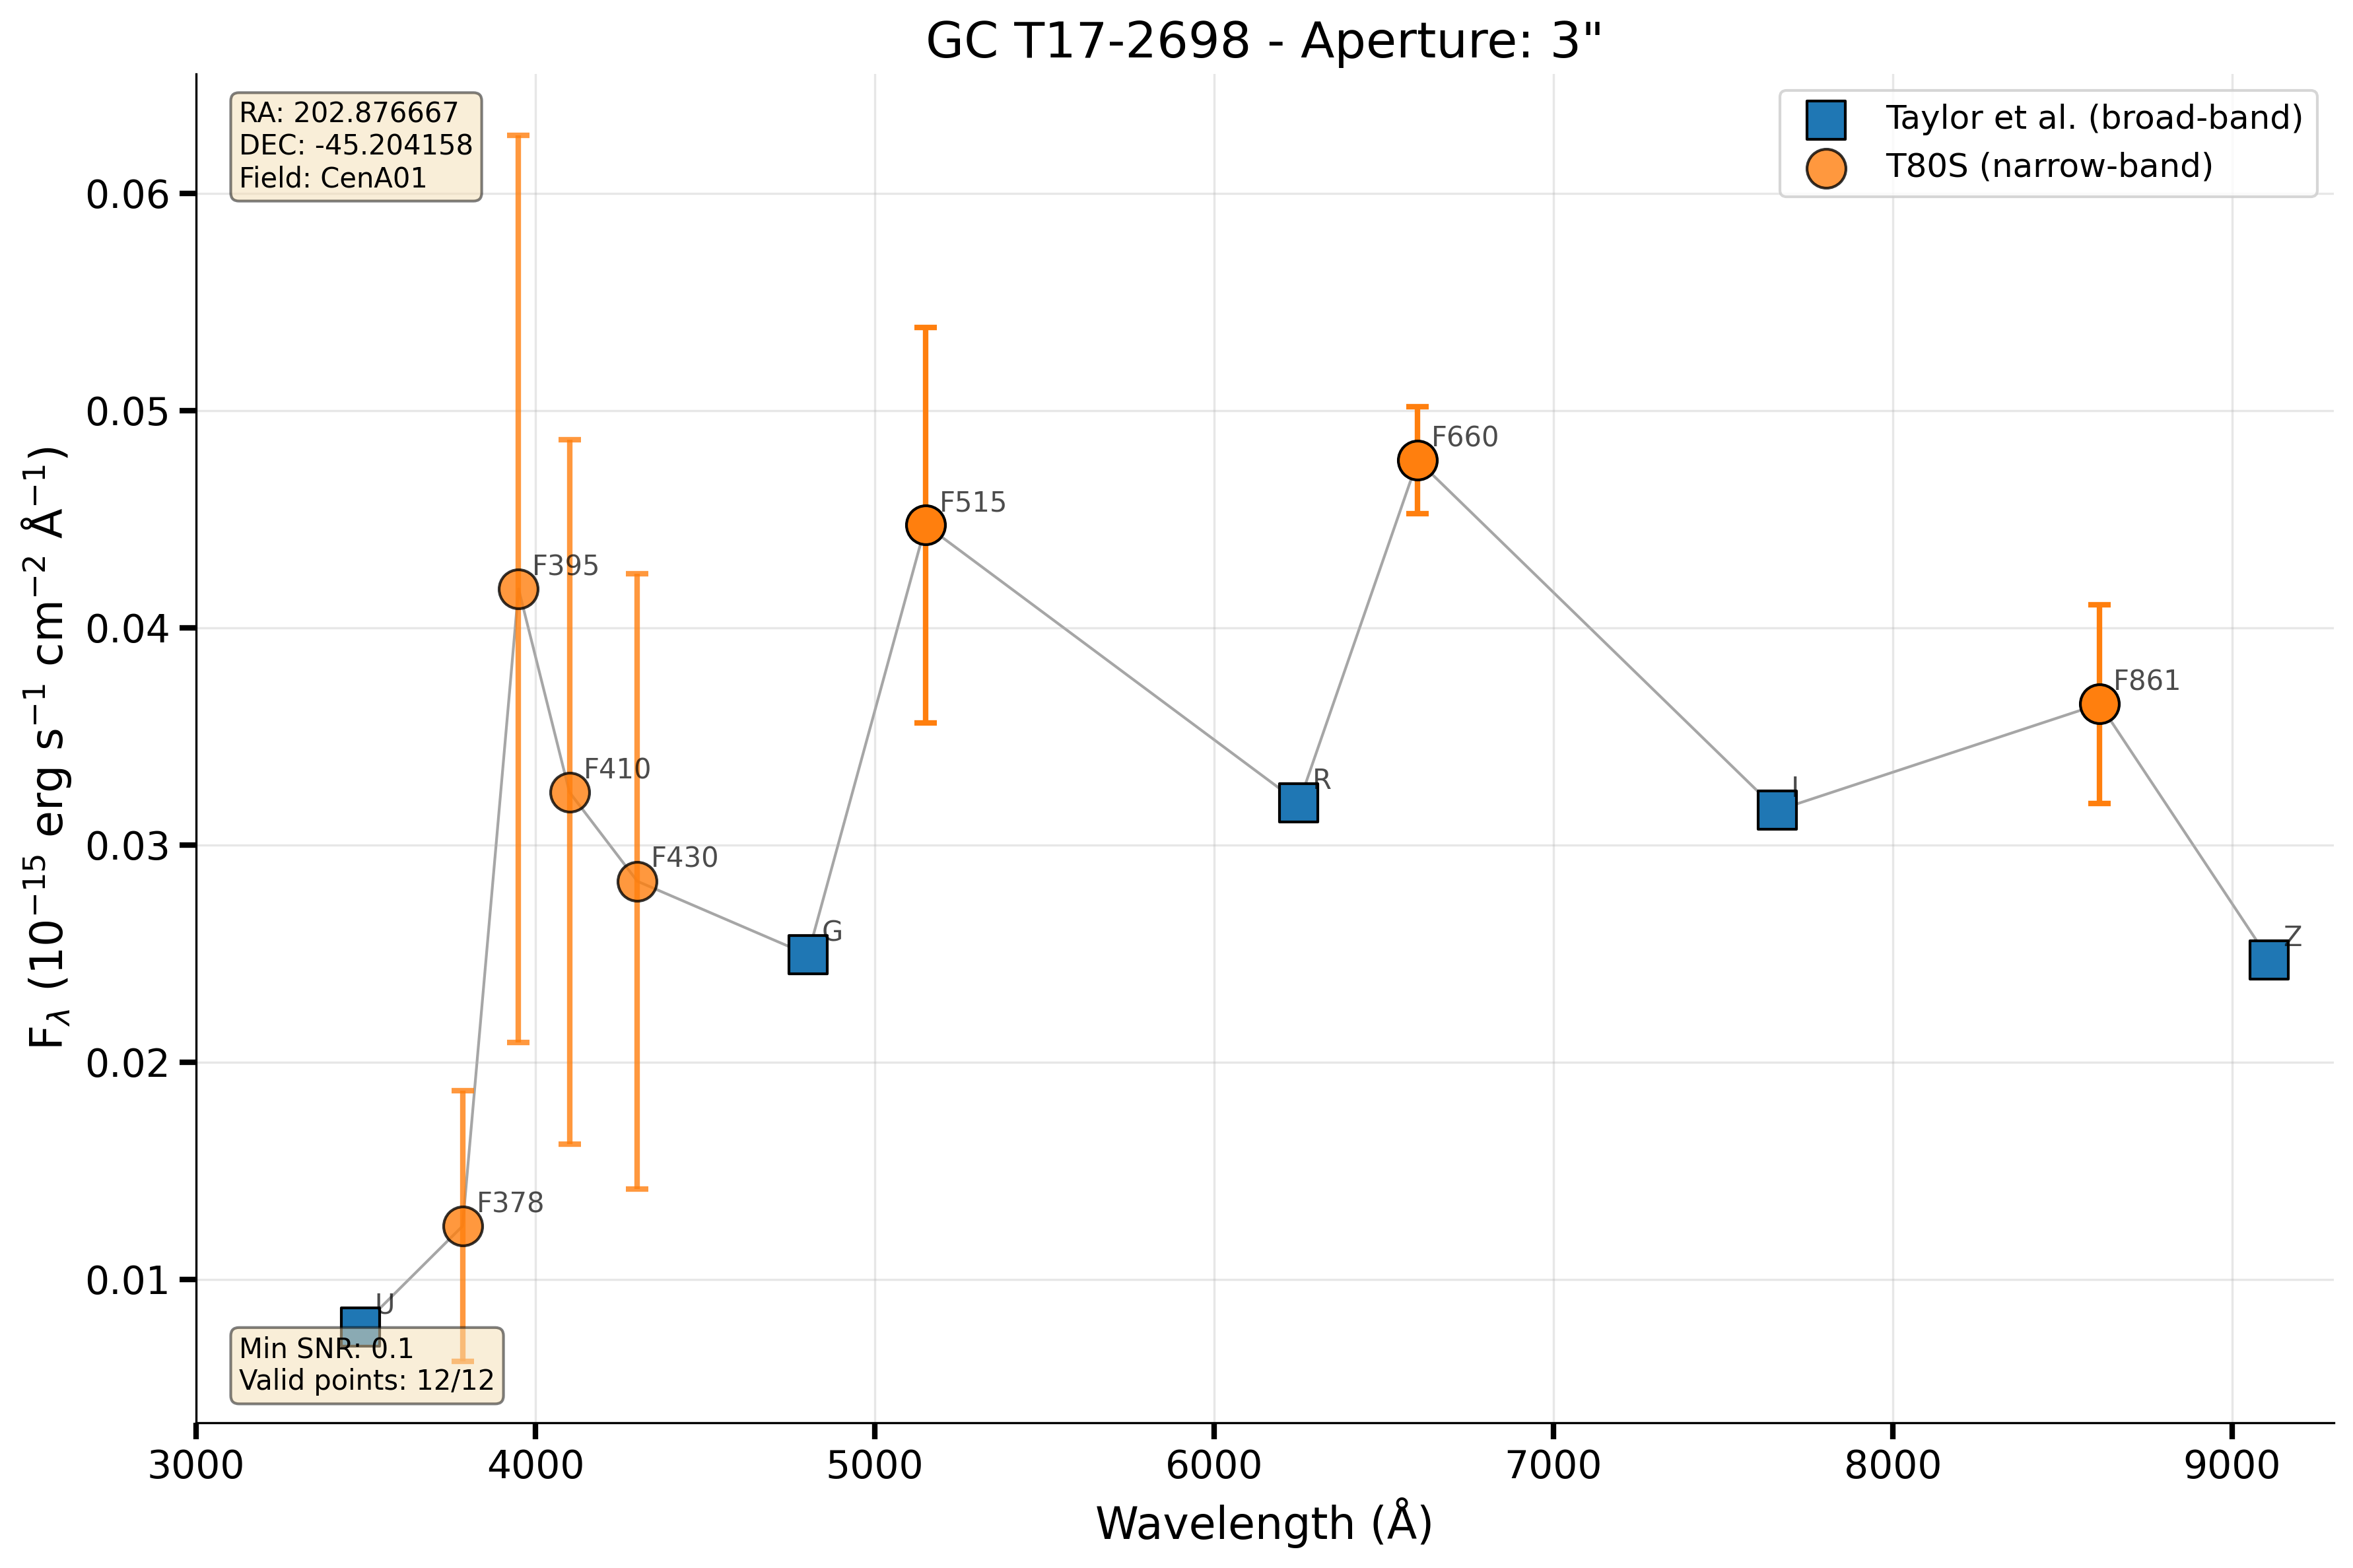 GC T17-2698 - Aperture: 3"
RA: 202.876667
DEC: -45.204158
Field: CenA01
Taylor et al. (broad-band)
T80S (narrow-band)
F_λ (10⁻¹⁵ erg s⁻¹ cm⁻² Å⁻¹)
0.06
0.05
0.04
0.03
0.02
0.01
F395
F410
F430
F378
U
G
F515
R
F660
I
F861
Z
Min SNR: 0.1
Valid points: 12/12
3000
4000
5000
6000
7000
8000
9000
Wavelength (Å)